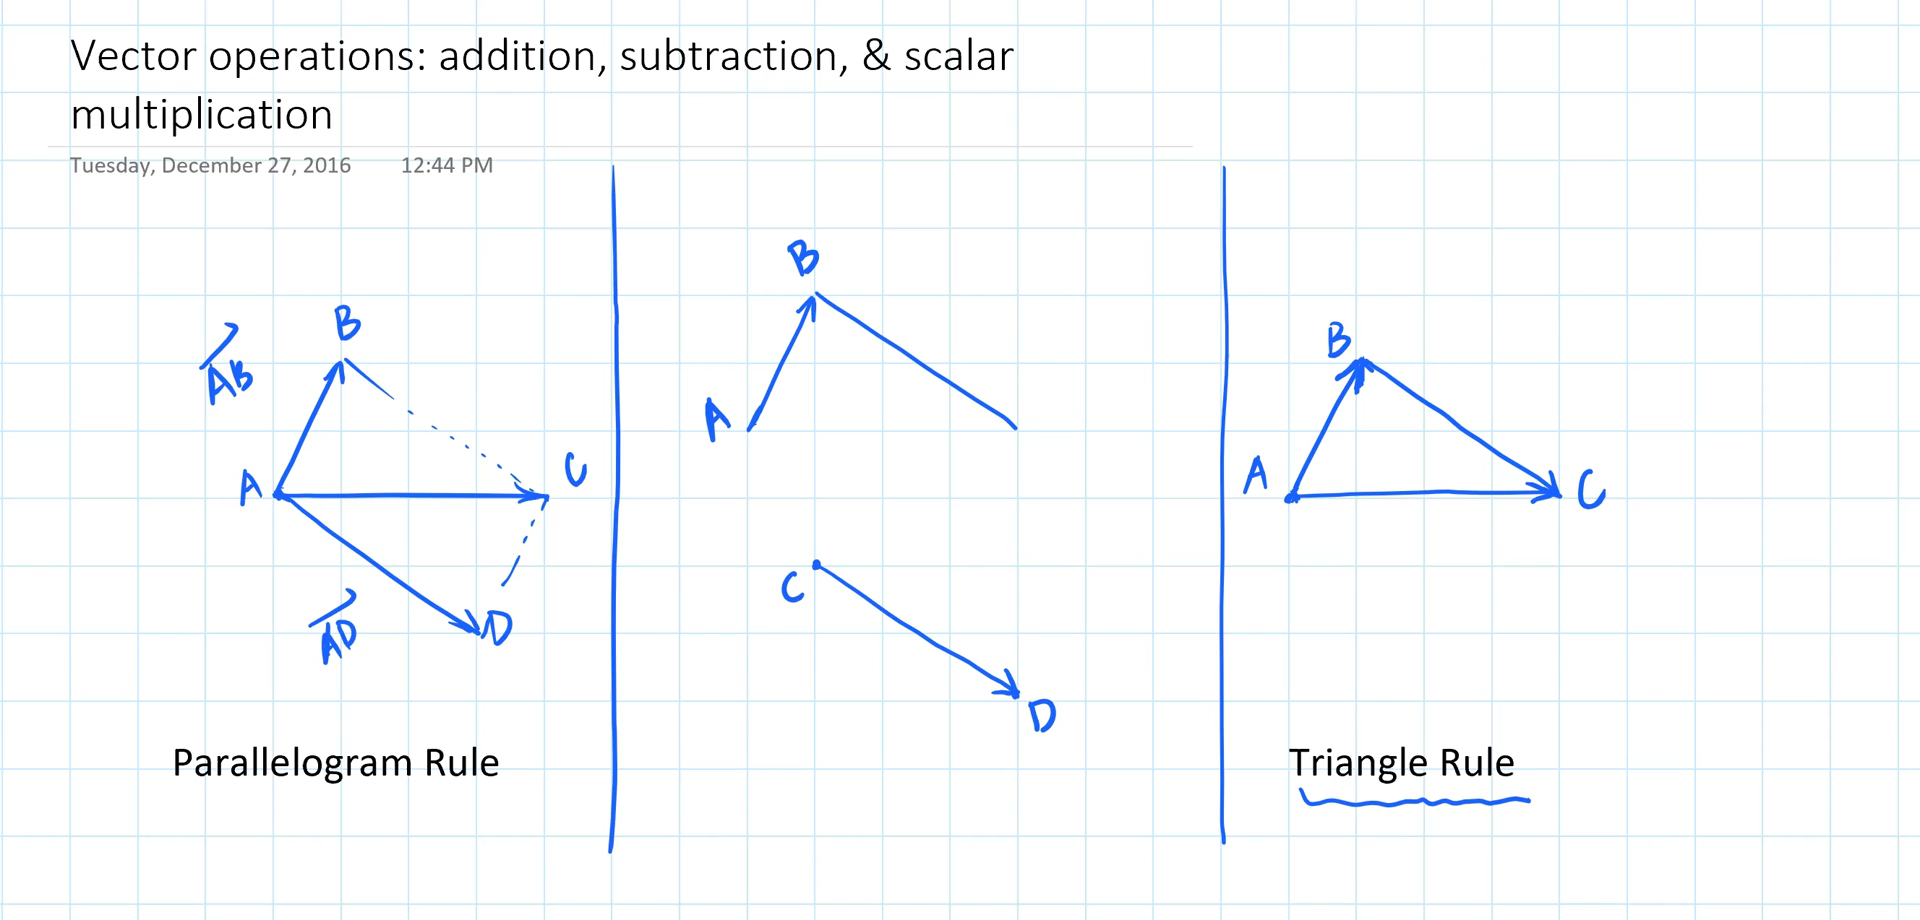 Vector operations: addition, subtraction, & scalar
multiplication
Tuesday, December 27, 2016 12:44 PM
B
AB
A
C
AD
D
Parallelogram Rule
B
A
C
D
B
A
C
Triangle Rule